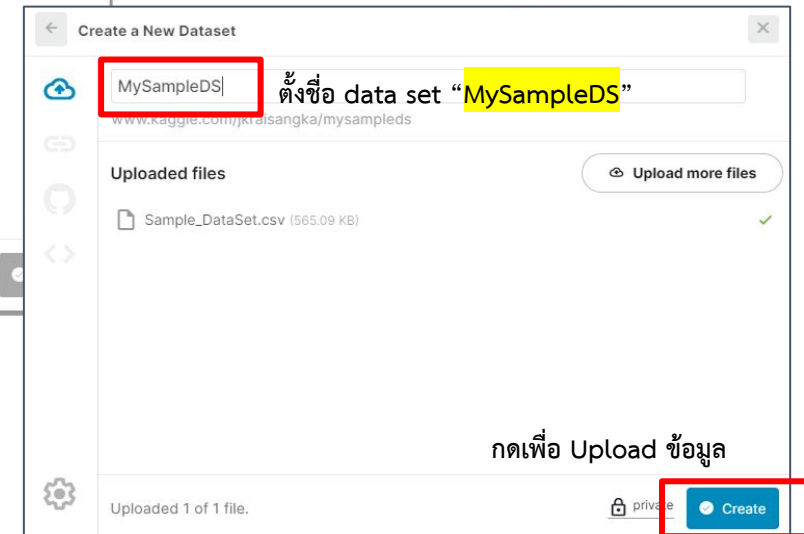 Create a New Dataset
MySampleDS
ตั้งชื่อ data set “MySampleDS”
www.kaggle.com/jkraisangka/mysampleds
Uploaded files
Upload more files
Sample_DataSet.csv (565.09 KB)
กดเพื่อ Upload ข้อมูล
Uploaded 1 of 1 file.
private
Create